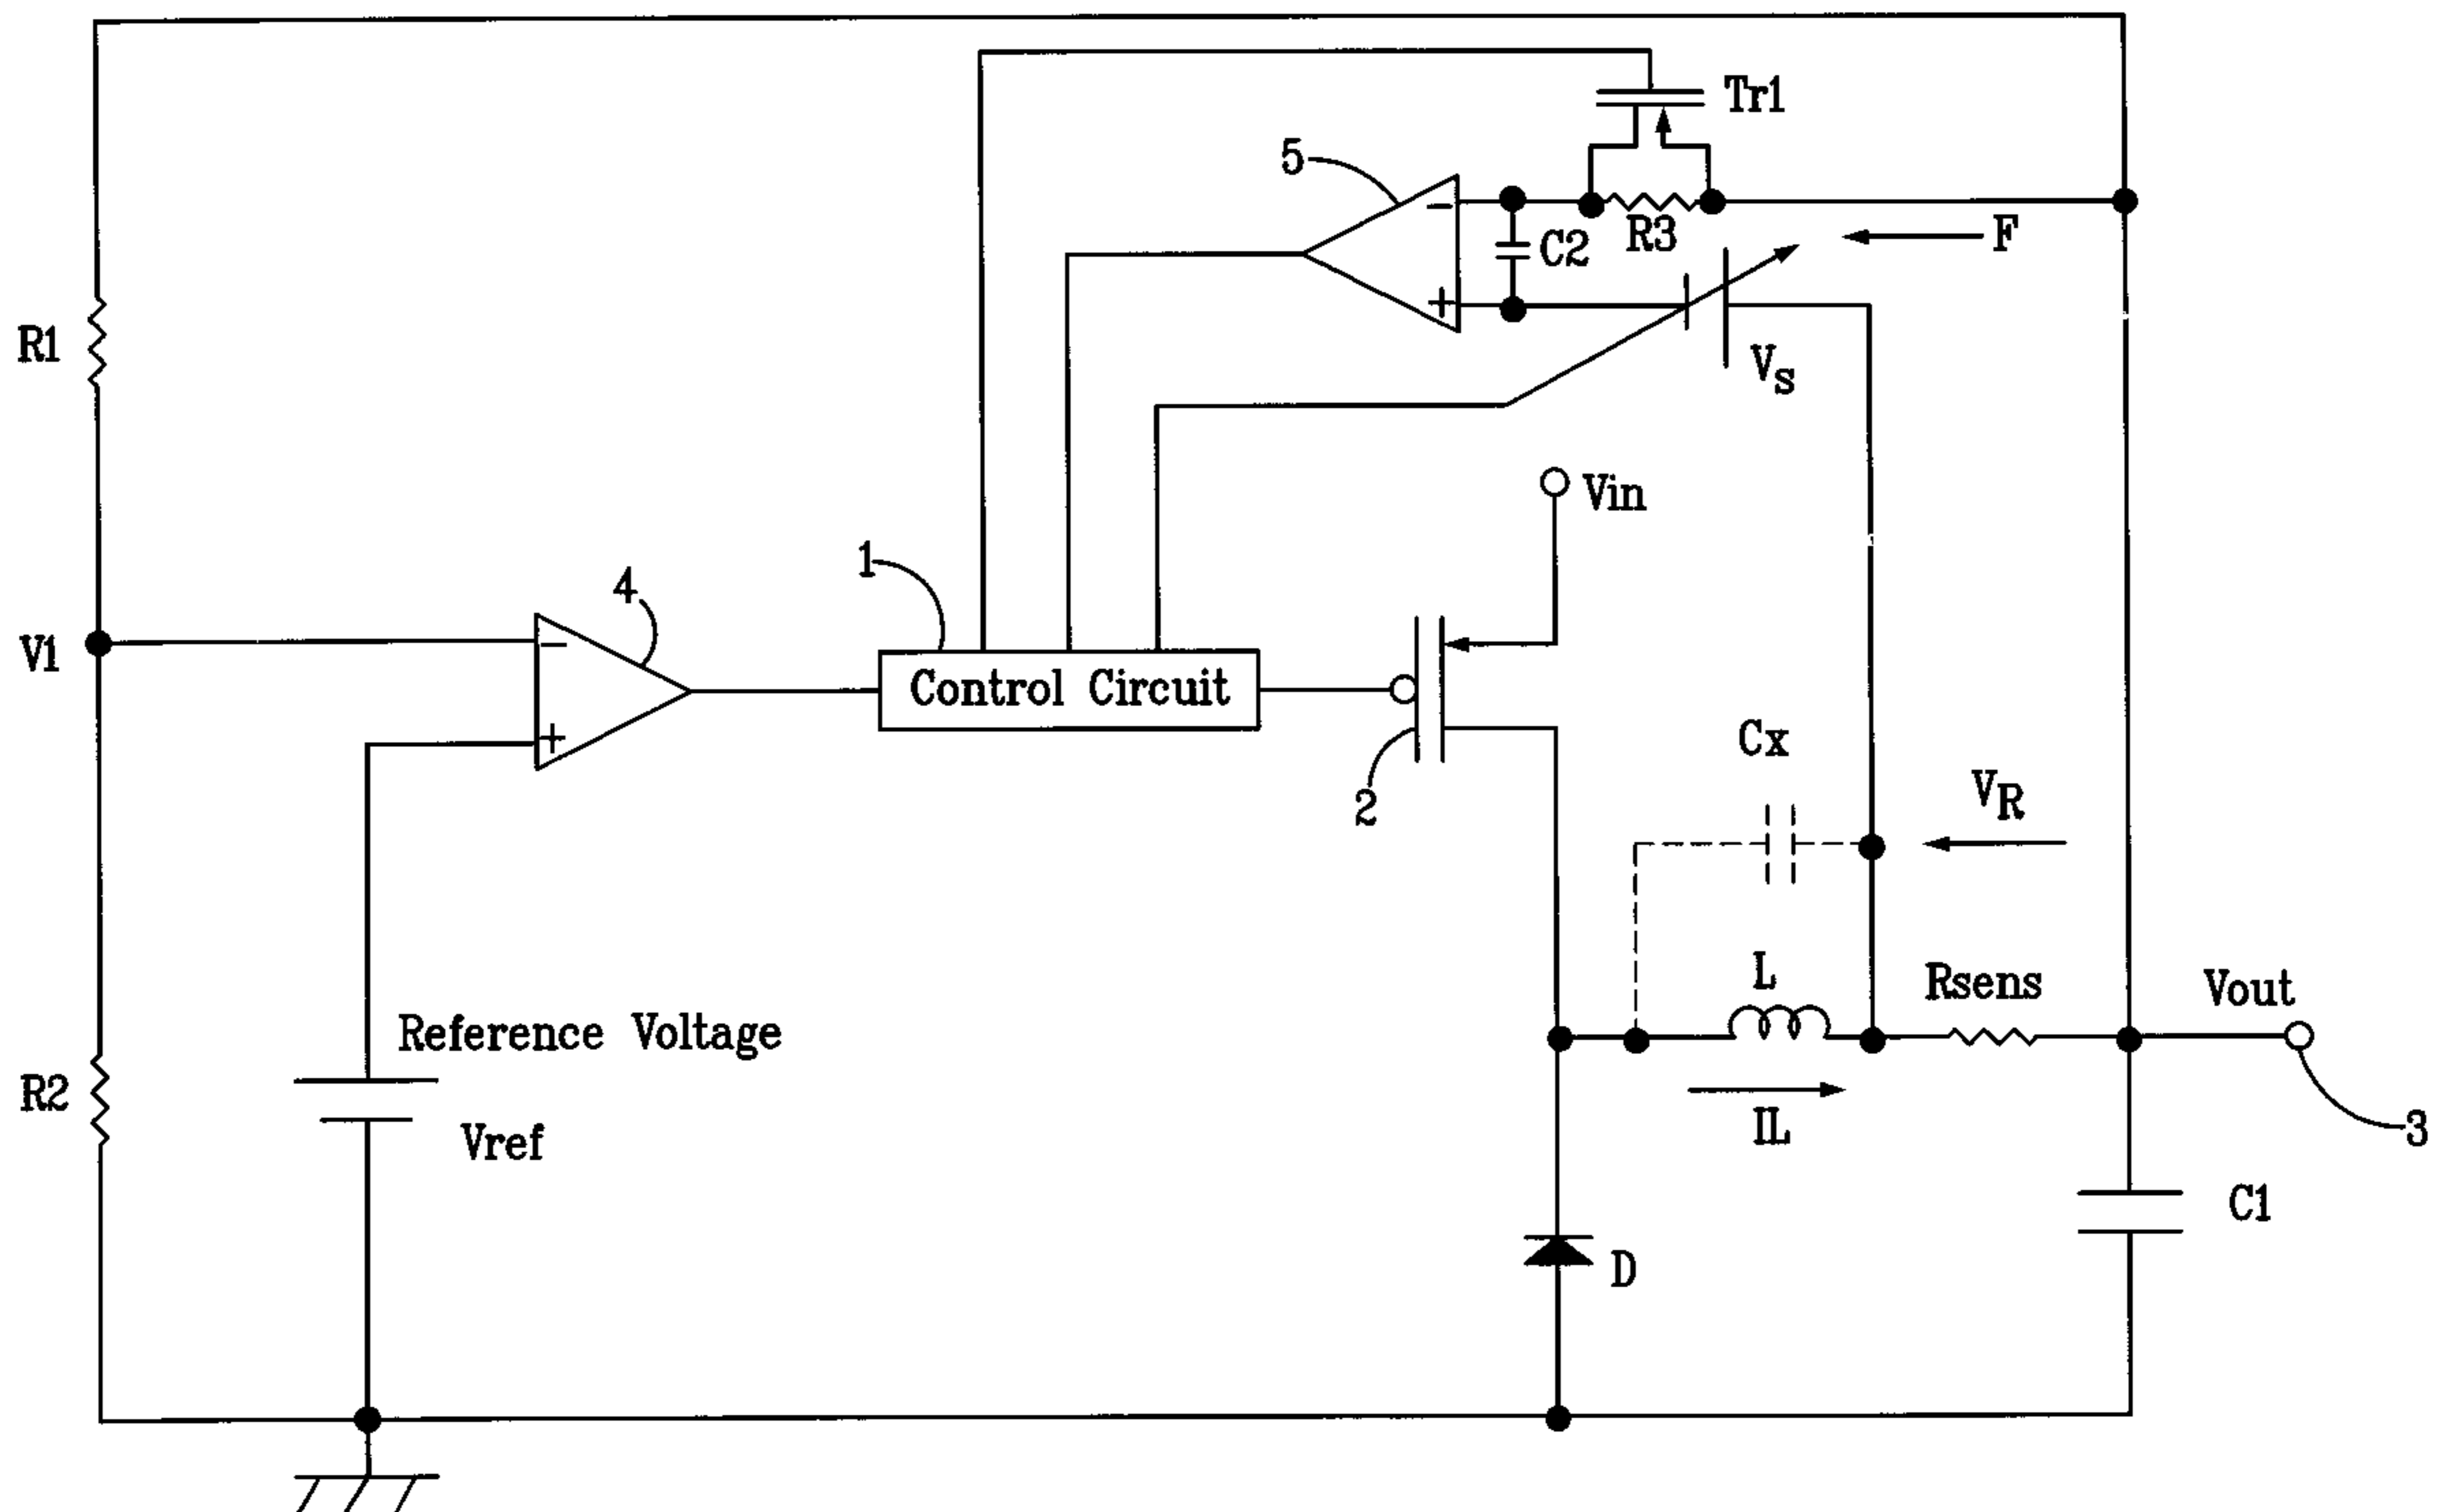 Tr1
5
-
R3
F
C2
+
R1
Vs
Vin
1
4
V1
-
Control Circuit
+
Cx
VR
2
L
Rsens
Vout
Reference Voltage
R2
IL
Vref
3
C1
D